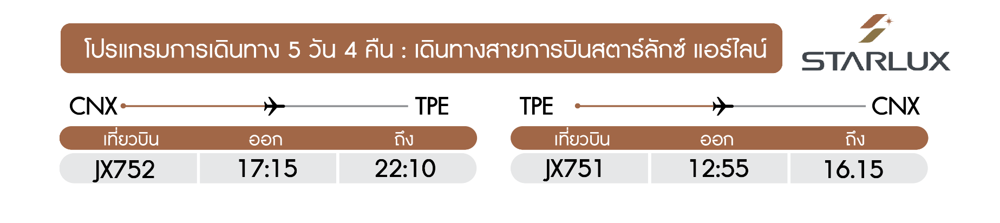 โปรแกรมการเดินทาง 5 วัน 4 คืน : เดินทางสายการบินสตาร์ลักซ์ แอร์ไลน์
STARLUX
CNX TPE
เที่ยวบิน ออก ถึง
JX752 17:15 22:10
TPE CNX
เที่ยวบิน ออก ถึง
JX751 12:55 16.15